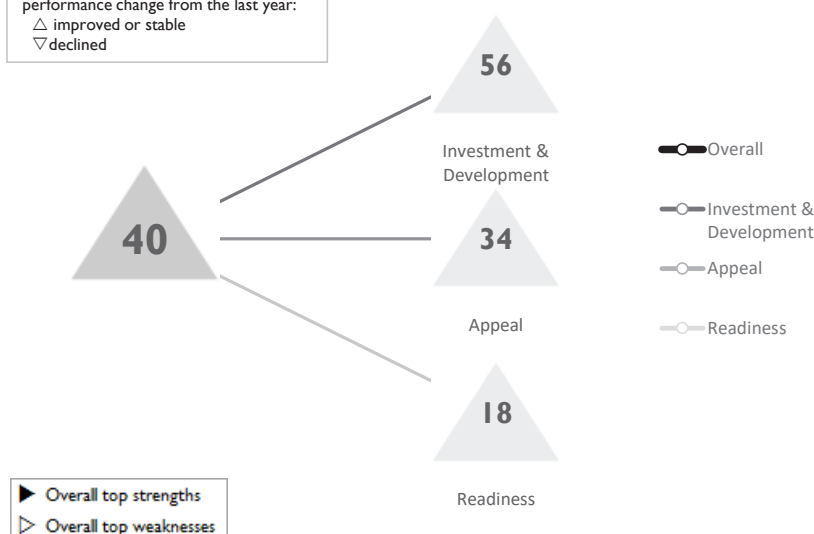 performance change from the last year:
△ improved or stable
▽ declined
56
Investment &
Development
40
34
Appeal
18
Readiness
Overall
Investment &
Development
Appeal
Readiness
▶ Overall top strengths
▷ Overall top weaknesses